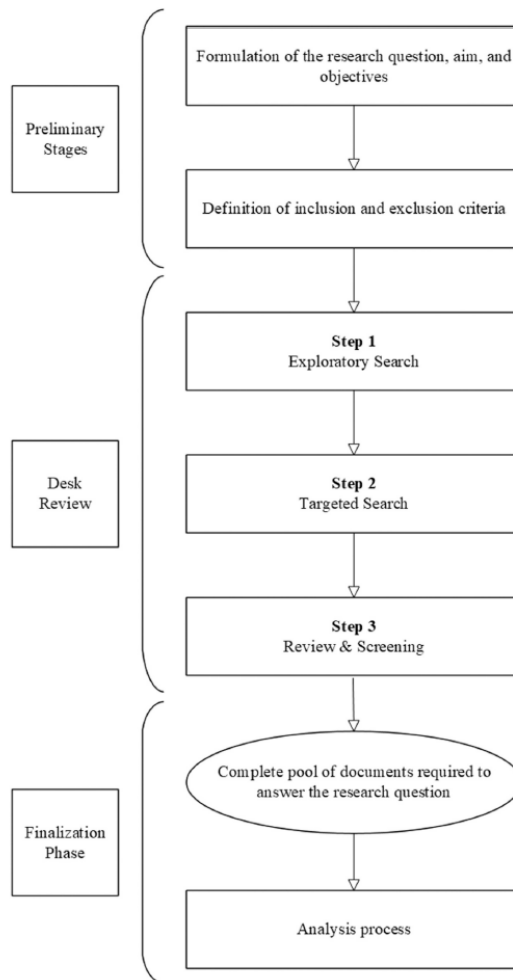 Formulation of the research question, aim, and
objectives
Preliminary
Stages
Definition of inclusion and exclusion criteria
Step 1
Exploratory Search
Desk
Review
Step 2
Targeted Search
Step 3
Review & Screening
Complete pool of documents required to
answer the research question
Finalization
Phase
Analysis process